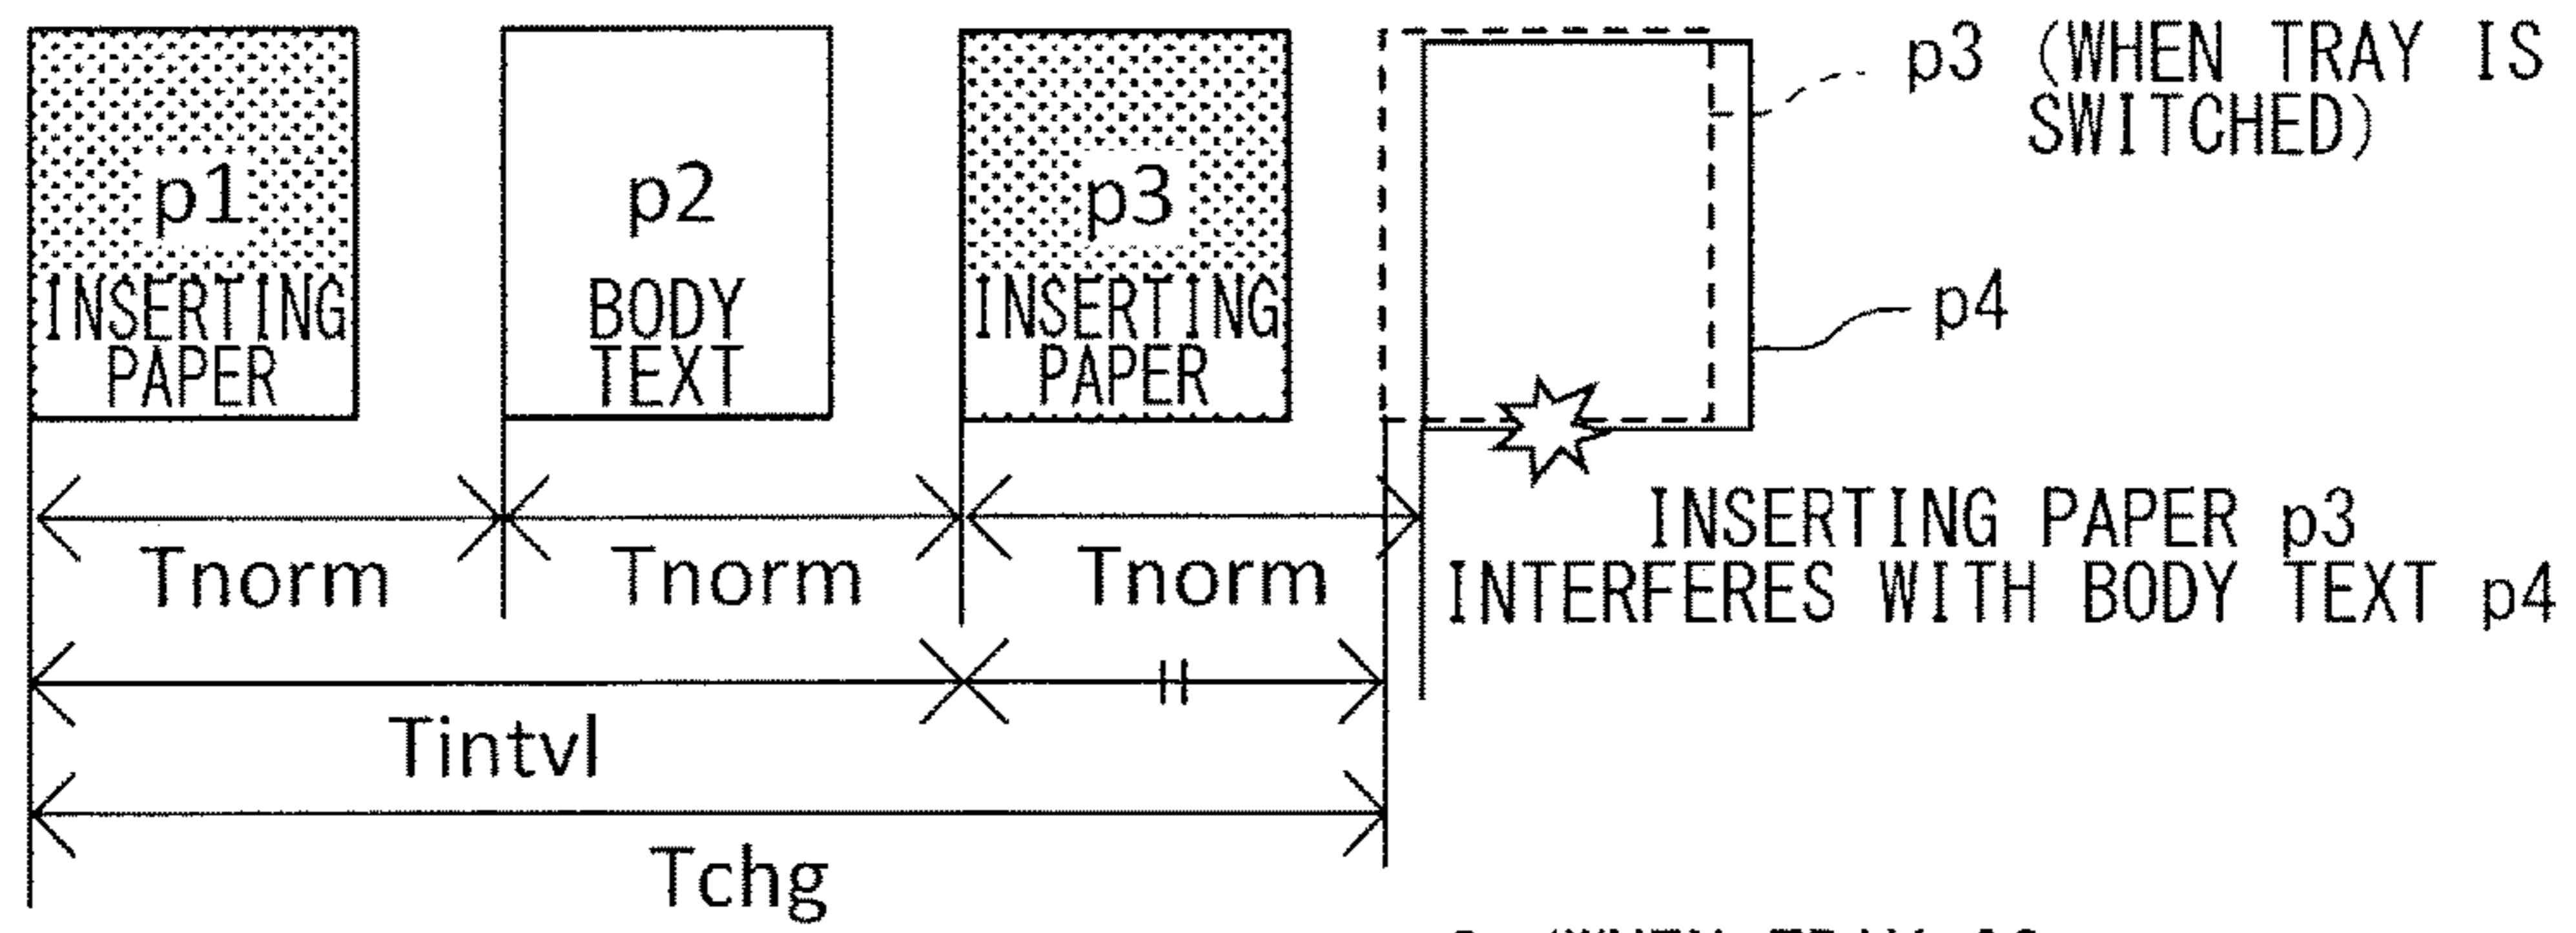 p1
INSERTING
PAPER
p2
BODY
TEXT
p3
INSERTING
PAPER
p3 (WHEN TRAY IS
SWITCHED)
p4
INSERTING PAPER p3
INTERFERES WITH BODY TEXT p4
Tnorm
Tnorm
Tnorm
Tintvl
Tchg